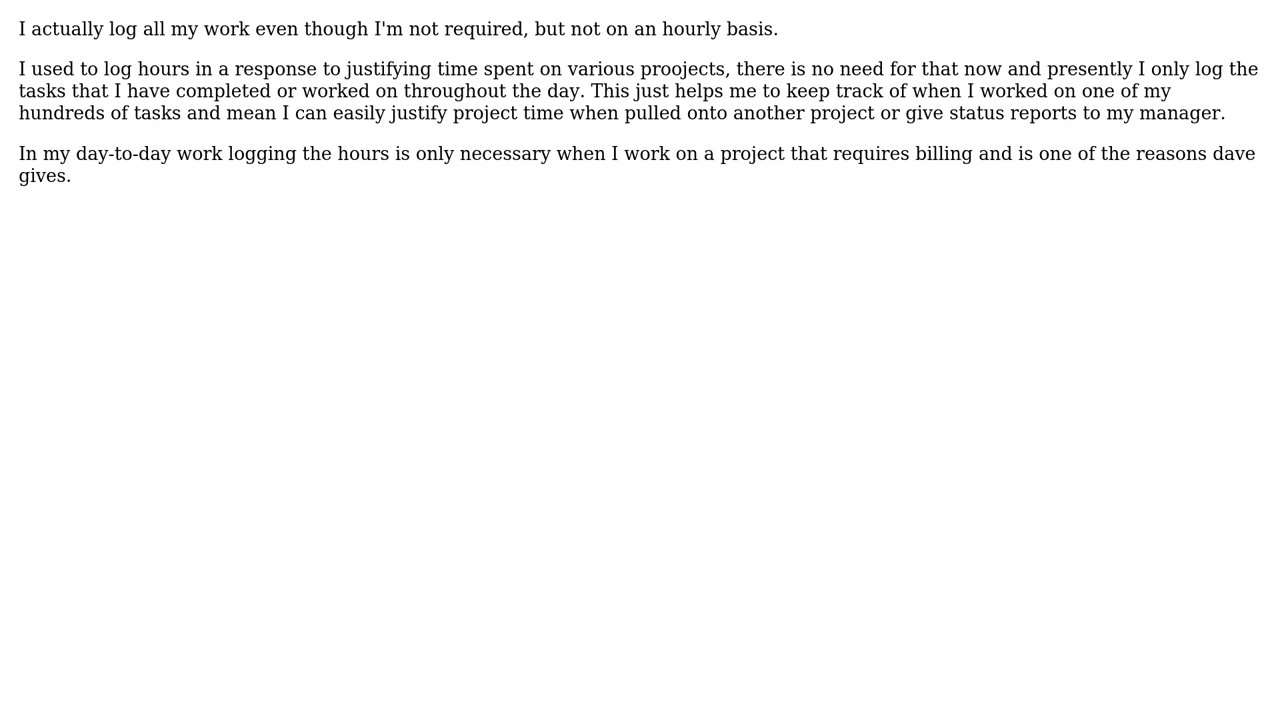 I actually log all my work even though I'm not required, but not on an hourly basis.
I used to log hours in a response to justifying time spent on various proojects, there is no need for that now and presently I only log the
tasks that I have completed or worked on throughout the day. This just helps me to keep track of when I worked on one of my
hundreds of tasks and mean I can easily justify project time when pulled onto another project or give status reports to my manager.
In my day-to-day work logging the hours is only necessary when I work on a project that requires billing and is one of the reasons dave
gives.